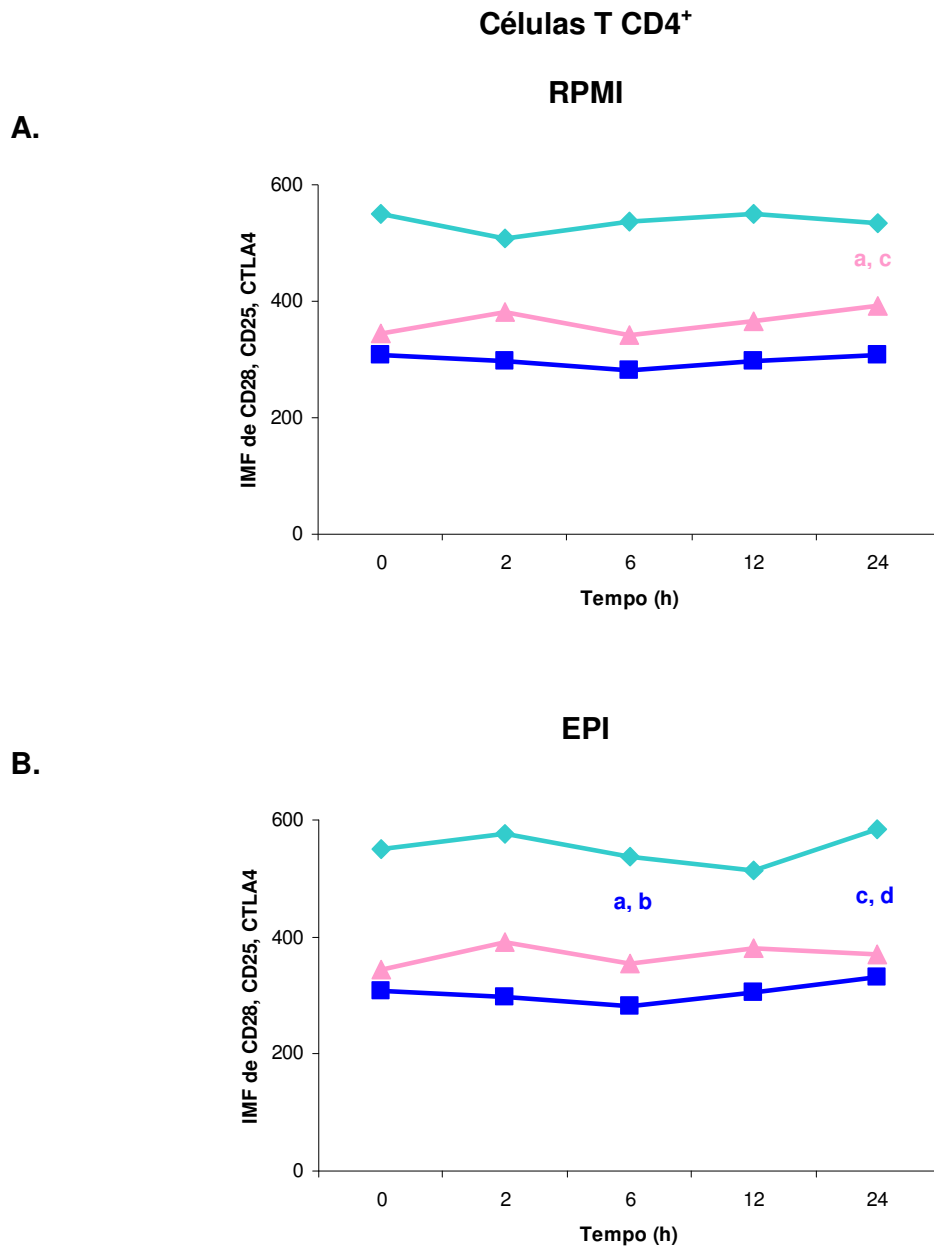 Células T CD4+
RPMI
A.
IMF de CD28, CD25, CTLA4
600
400
200
0
a, c
0 2 6 12 24
Tempo (h)
EPI
B.
IMF de CD28, CD25, CTLA4
600
400
200
0
a, b
c, d
0 2 6 12 24
Tempo (h)